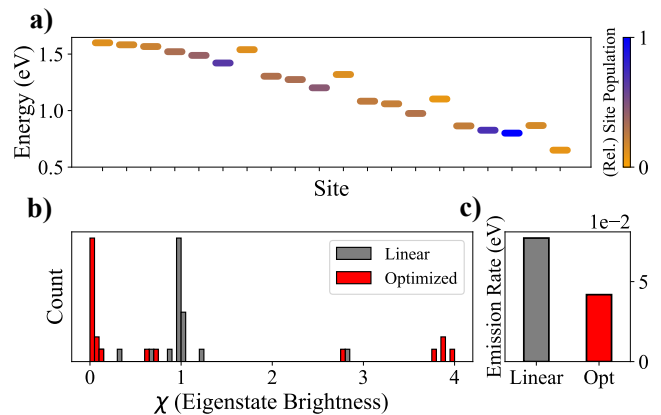 a)
Energy (eV)
1.5
1.0
0.5
Site
(Rel.) Site Population
1
0
b)
Count
Linear
Optimized
0
1
2
3
4
χ (Eigenstate Brightness)
c)
1e−2
Emission Rate (eV)
5
0
Linear
Opt